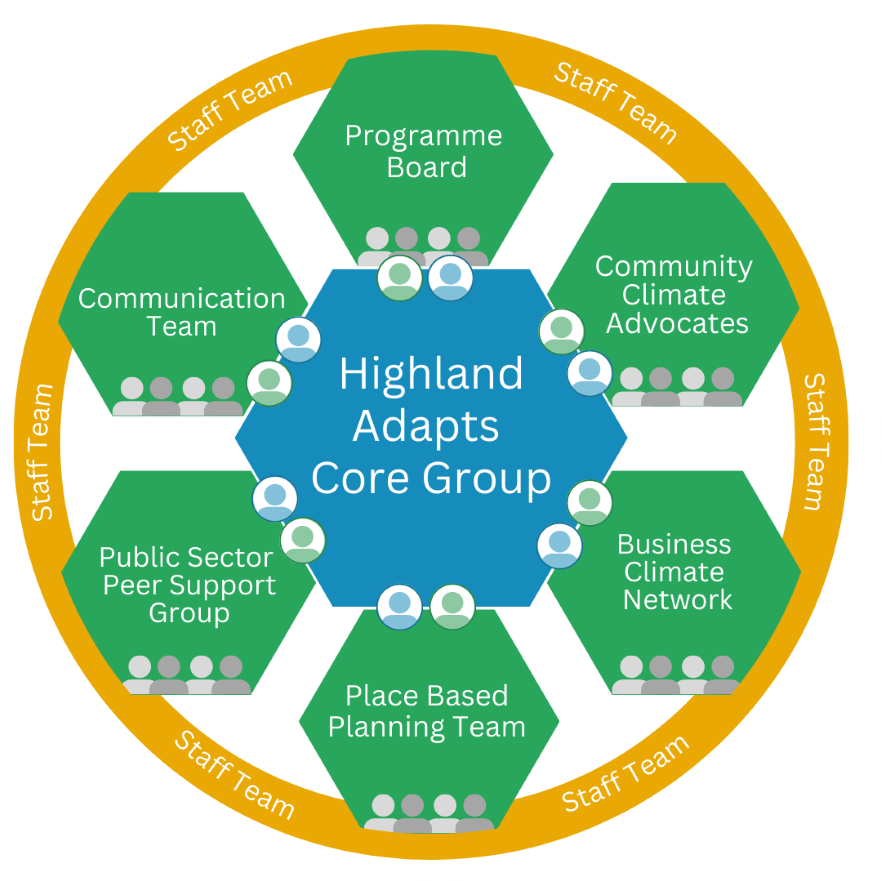 Staff Team
Staff Team
Programme
Board
Communication
Team
Community
Climate
Advocates
Highland
Adapts
Core Group
Staff Team
Staff Team
Public Sector
Peer Support
Group
Business
Climate
Network
Place Based
Planning Team
Staff Team
Staff Team